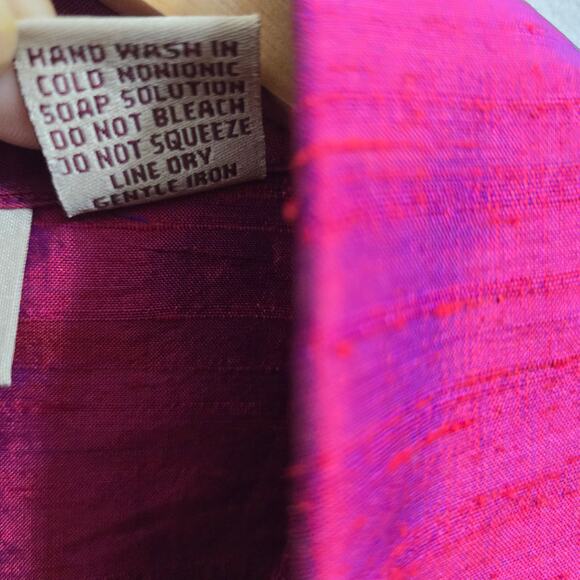 HAND WASH IN
COLD NONIONIC
SOAP SOLUTION
DO NOT BLEACH
DO NOT SQUEEZE
LINE DRY
GENTLE IRON